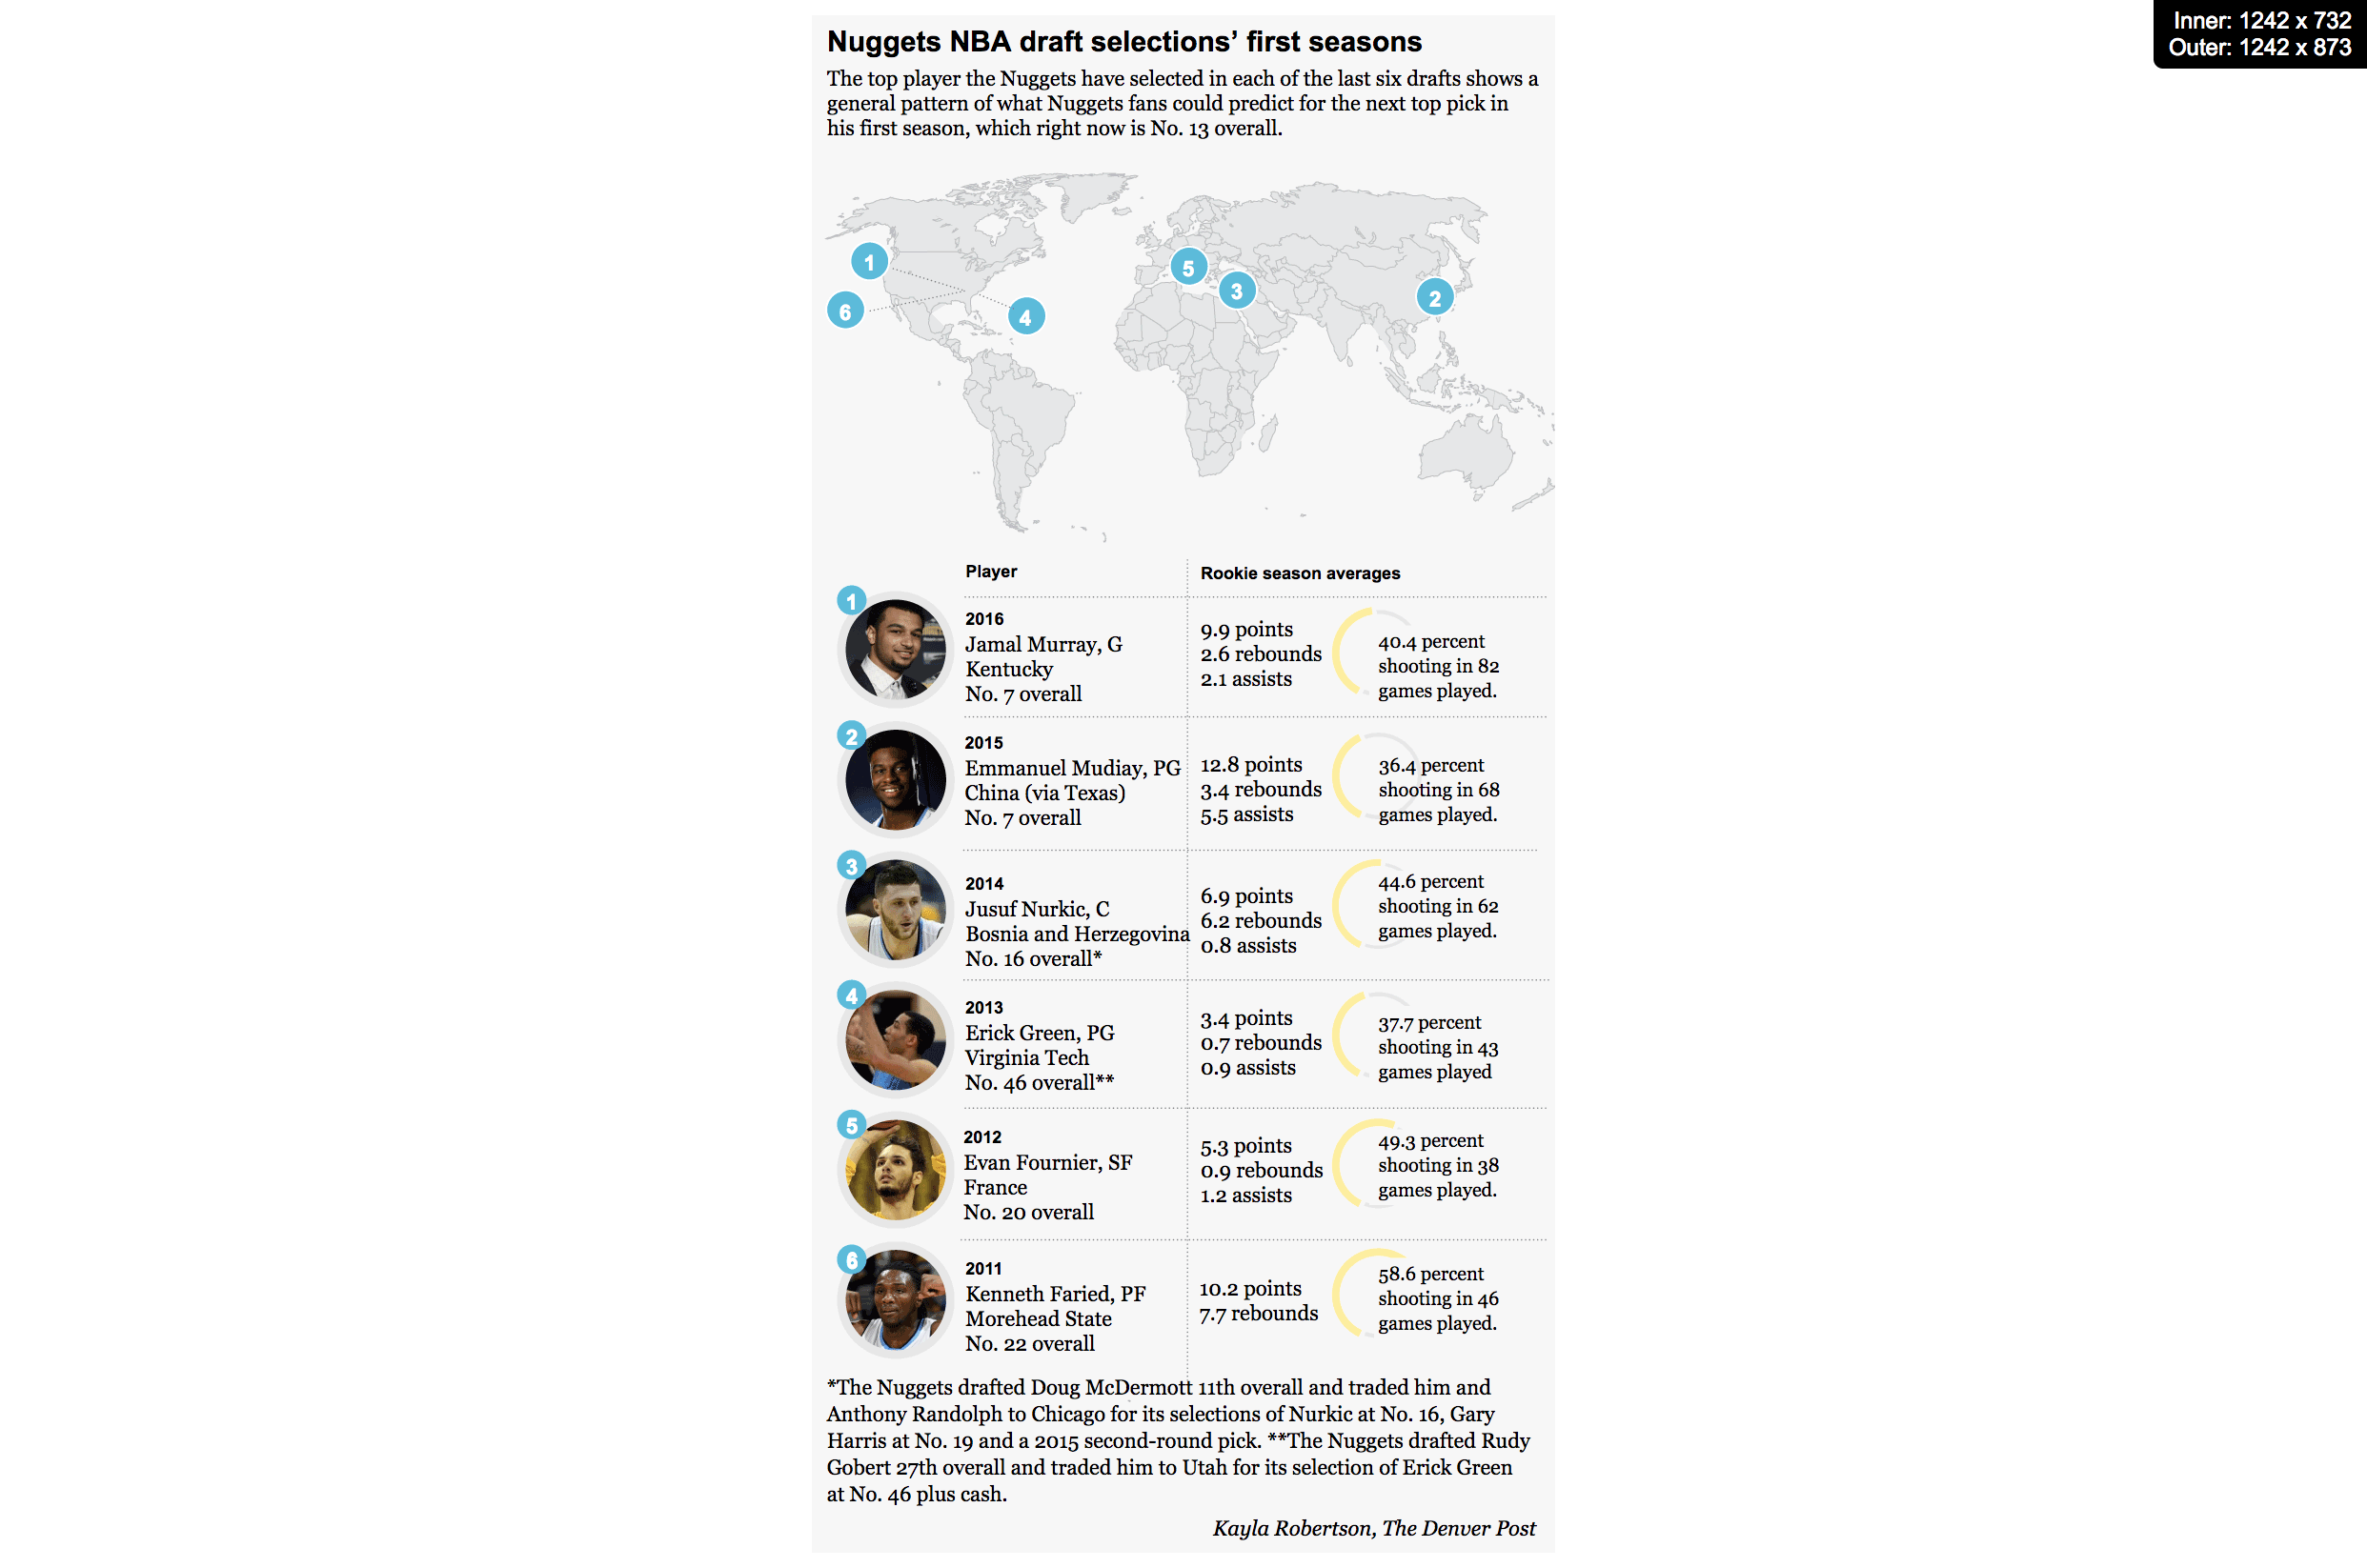 Inner: 1242 x 732
Outer: 1242 x 873
Nuggets NBA draft selections’ first seasons
The top player the Nuggets have selected in each of the last six drafts shows a
general pattern of what Nuggets fans could predict for the next top pick in
his first season, which right now is No. 13 overall.
1
6
4
5
3
2
Player
Rookie season averages
1
2016
Jamal Murray, G
Kentucky
No. 7 overall
9.9 points
2.6 rebounds
2.1 assists
40.4 percent
shooting in 82
games played.
2
2015
Emmanuel Mudiay, PG
China (via Texas)
No. 7 overall
12.8 points
3.4 rebounds
5.5 assists
36.4 percent
shooting in 68
games played.
3
2014
Jusuf Nurkic, C
Bosnia and Herzegovina
No. 16 overall*
6.9 points
6.2 rebounds
0.8 assists
44.6 percent
shooting in 62
games played.
4
2013
Erick Green, PG
Virginia Tech
No. 46 overall**
3.4 points
0.7 rebounds
0.9 assists
37.7 percent
shooting in 43
games played
5
2012
Evan Fournier, SF
France
No. 20 overall
5.3 points
0.9 rebounds
1.2 assists
49.3 percent
shooting in 38
games played.
6
2011
Kenneth Faried, PF
Morehead State
No. 22 overall
10.2 points
7.7 rebounds
58.6 percent
shooting in 46
games played.
*The Nuggets drafted Doug McDermott 11th overall and traded him and
Anthony Randolph to Chicago for its selections of Nurkic at No. 16, Gary
Harris at No. 19 and a 2015 second-round pick. **The Nuggets drafted Rudy
Gobert 27th overall and traded him to Utah for its selection of Erick Green
at No. 46 plus cash.
Kayla Robertson, The Denver Post